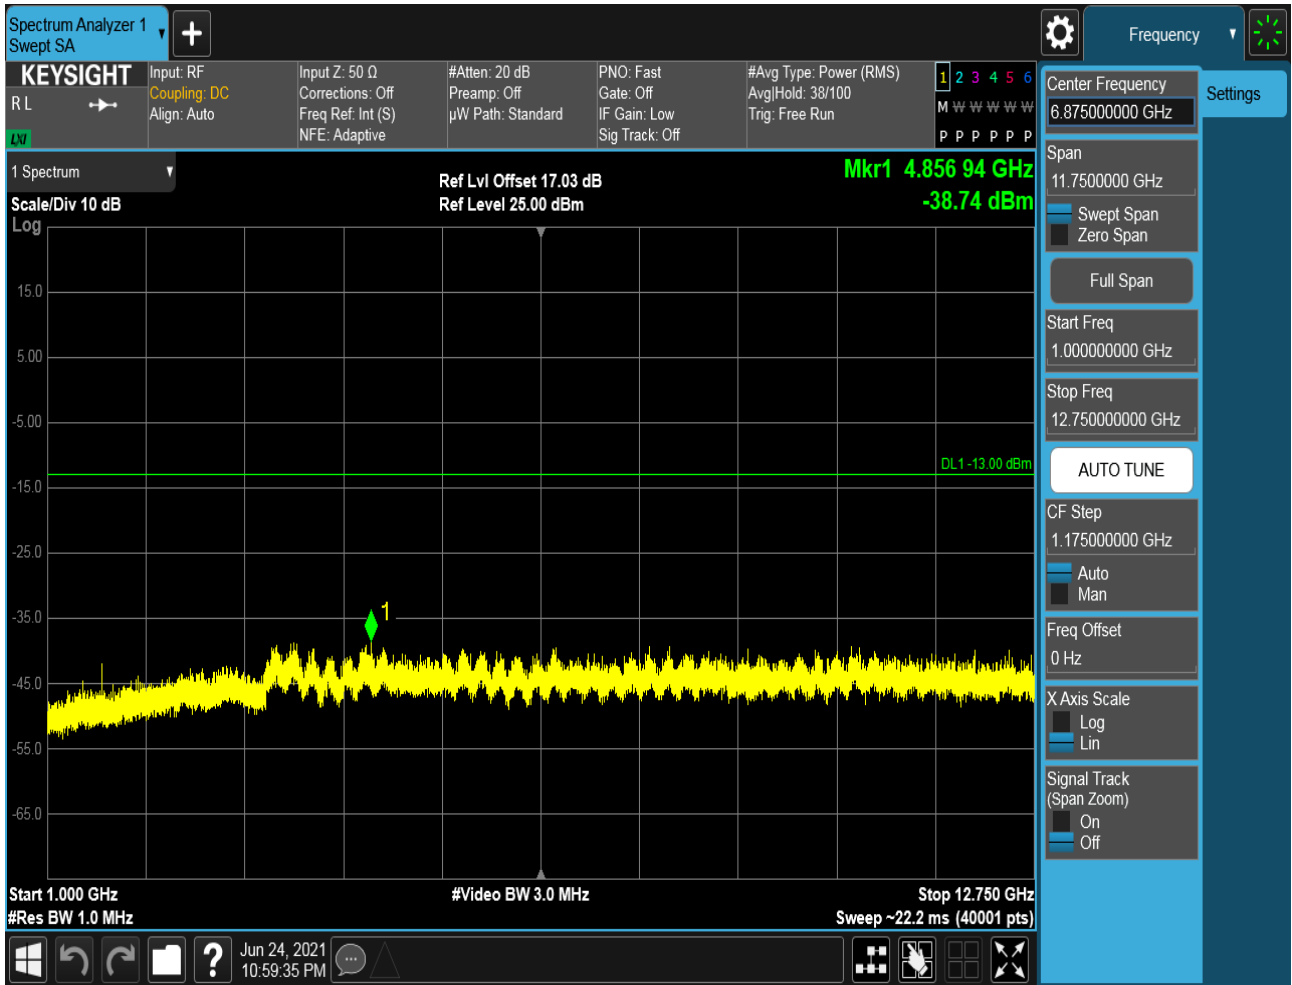 Spectrum Analyzer 1
Swept SA
Frequency
KEYSIGHT
R L
LXI
Input: RF
Coupling: DC
Align: Auto
Input Z: 50 Ω
Corrections: Off
Freq Ref: Int (S)
NFE: Adaptive
#Atten: 20 dB
Preamp: Off
µW Path: Standard
PNO: Fast
Gate: Off
IF Gain: Low
Sig Track: Off
#Avg Type: Power (RMS)
Avg|Hold: 38/100
Trig: Free Run
1 2 3 4 5 6
M W W W W W
P P P P P P
1 Spectrum
Scale/Div 10 dB
Log
Ref Lvl Offset 17.03 dB
Ref Level 25.00 dBm
Mkr1 4.856 94 GHz
-38.74 dBm
15.0
5.00
-5.00
DL1 -13.00 dBm
-15.0
-25.0
-35.0
1
-45.0
-55.0
-65.0
Start 1.000 GHz
#Res BW 1.0 MHz
#Video BW 3.0 MHz
Stop 12.750 GHz
Sweep ~22.2 ms (40001 pts)
Jun 24, 2021
10:59:35 PM
Center Frequency
6.875000000 GHz
Settings
Span
11.7500000 GHz
Swept Span
Zero Span
Full Span
Start Freq
1.000000000 GHz
Stop Freq
12.750000000 GHz
AUTO TUNE
CF Step
1.175000000 GHz
Auto
Man
Freq Offset
0 Hz
X Axis Scale
Log
Lin
Signal Track
(Span Zoom)
On
Off